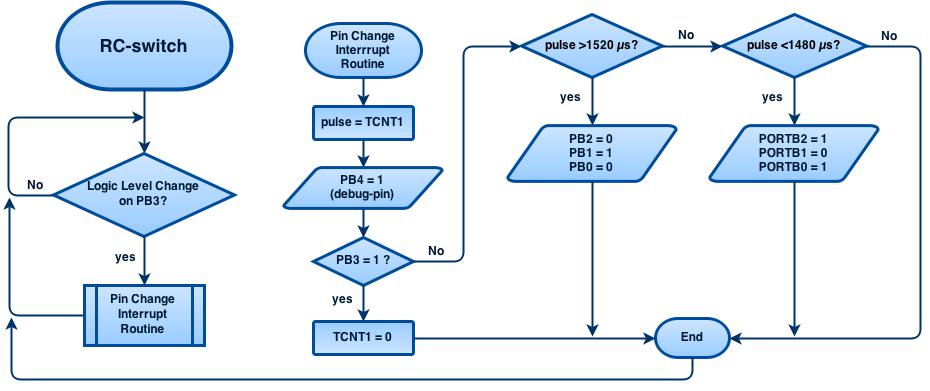 RC-switch
No
Logic Level Change
on PB3?
yes
Pin Change
Interrupt
Routine
Pin Change
Interrrupt
Routine
pulse = TCNT1
PB4 = 1
(debug-pin)
PB3 = 1 ?
No
yes
TCNT1 = 0
pulse >1520 µs?
No
yes
PB2 = 0
PB1 = 1
PB0 = 0
pulse <1480 µs?
No
yes
PORTB2 = 1
PORTB1 = 0
PORTB0 = 1
End